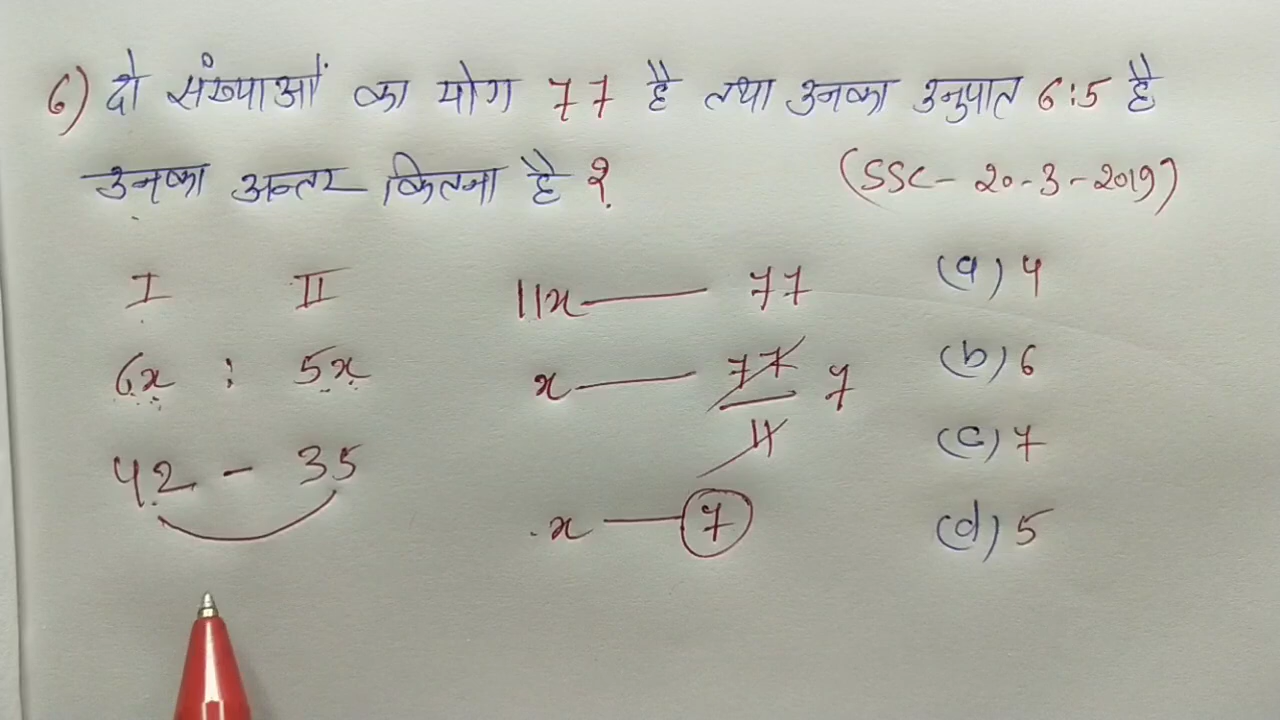 6) दो संख्याओं का योग 77 है तथा उनका अनुपात 6:5 है
उनका अन्तर कितना है ?
(SSC - 20-3-2019)
I II
6x : 5x
42 - 35
11x — 77
x — 77/11 7
x — 7
(a) 4
(b) 6
(c) 7
(d) 5